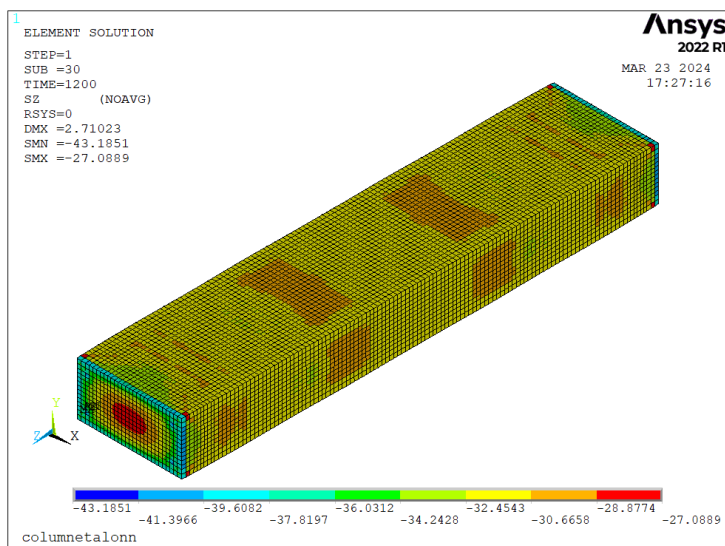 1
ELEMENT SOLUTION
STEP=1
SUB =30
TIME=1200
SZ (NOAVG)
RSYS=0
DMX =2.71023
SMN =-43.1851
SMX =-27.0889
Ansys
2022 R1
MAR 23 2024
17:27:16
Y
Z X
-43.1851 -39.6082 -36.0312 -32.4543 -28.8774
-41.3966 -37.8197 -34.2428 -30.6658 -27.0889
columnetalonn